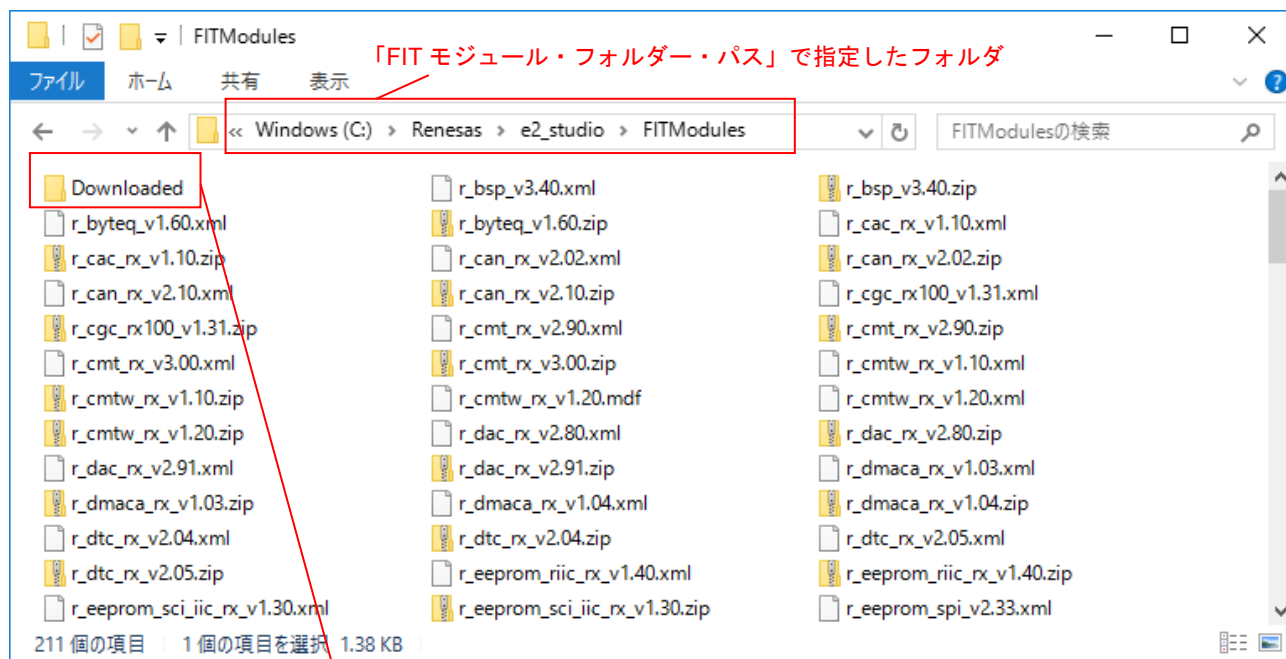 FITModules
「FIT モジュール・フォルダー・パス」で指定したフォルダ
ファイル ホーム 共有 表示
« Windows (C:) › Renesas › e2_studio › FITModules
FITModulesの検索
Downloaded r_bsp_v3.40.xml r_bsp_v3.40.zip
r_byteq_v1.60.xml r_byteq_v1.60.zip r_cac_rx_v1.10.xml
r_cac_rx_v1.10.zip r_can_rx_v2.02.xml r_can_rx_v2.02.zip
r_can_rx_v2.10.xml r_can_rx_v2.10.zip r_cgc_rx100_v1.31.xml
r_cgc_rx100_v1.31.zip r_cmt_rx_v2.90.xml r_cmt_rx_v2.90.zip
r_cmt_rx_v3.00.xml r_cmt_rx_v3.00.zip r_cmtw_rx_v1.10.xml
r_cmtw_rx_v1.10.zip r_cmtw_rx_v1.20.mdf r_cmtw_rx_v1.20.xml
r_cmtw_rx_v1.20.zip r_dac_rx_v2.80.xml r_dac_rx_v2.80.zip
r_dac_rx_v2.91.xml r_dac_rx_v2.91.zip r_dmaca_rx_v1.03.xml
r_dmaca_rx_v1.03.zip r_dmaca_rx_v1.04.xml r_dmaca_rx_v1.04.zip
r_dtc_rx_v2.04.xml r_dtc_rx_v2.04.zip r_dtc_rx_v2.05.xml
r_dtc_rx_v2.05.zip r_eeprom_riic_rx_v1.40.xml r_eeprom_riic_rx_v1.40.zip
r_eeprom_sci_iic_rx_v1.30.xml r_eeprom_sci_iic_rx_v1.30.zip r_eeprom_spi_v2.33.xml
211 個の項目 1 個の項目を選択 1.38 KB